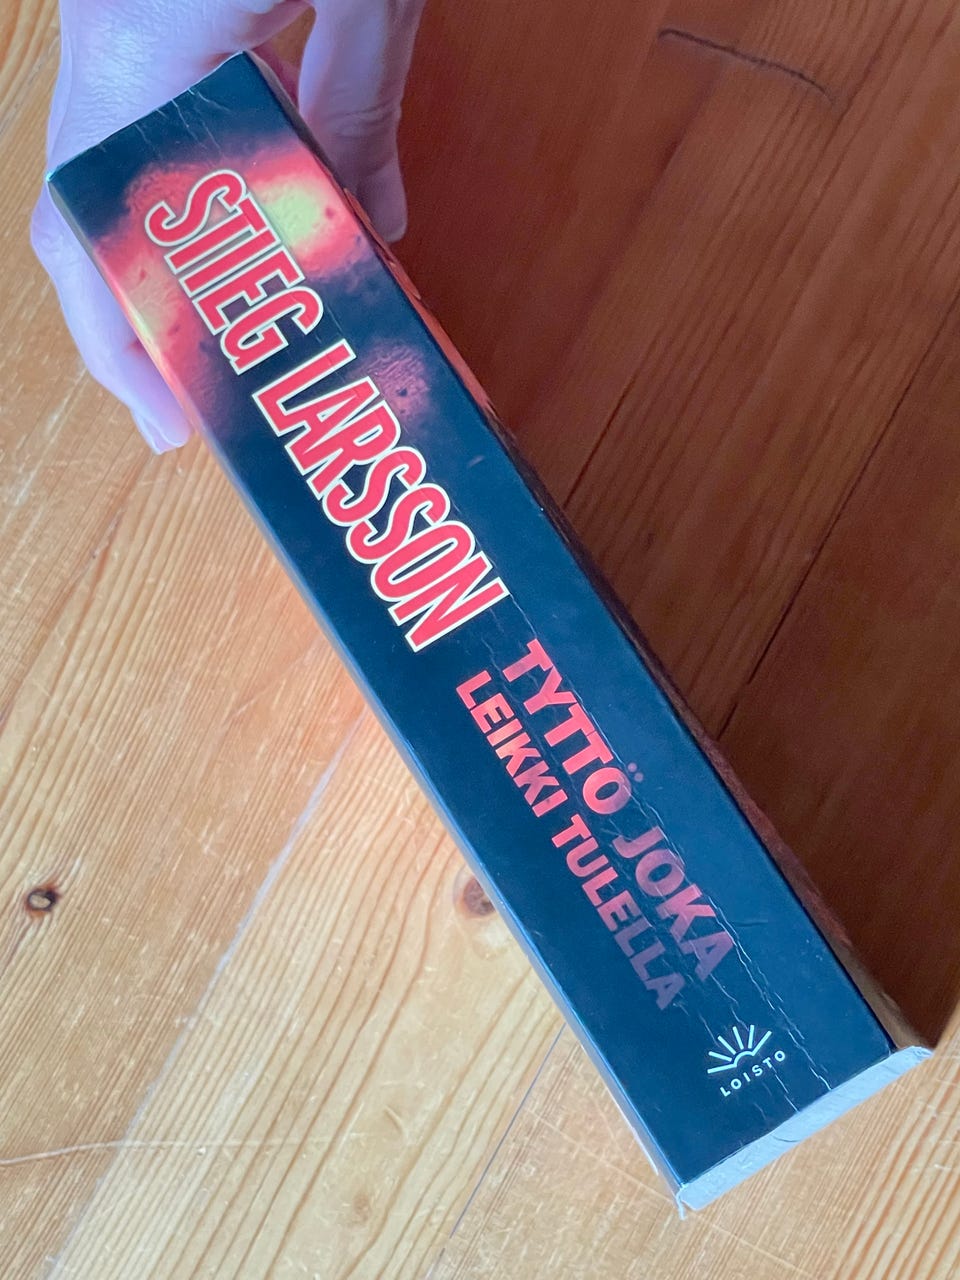 STIEG LARSSON
TYTTÖ JOKA
LEIKKI TULELLA
LOISTO